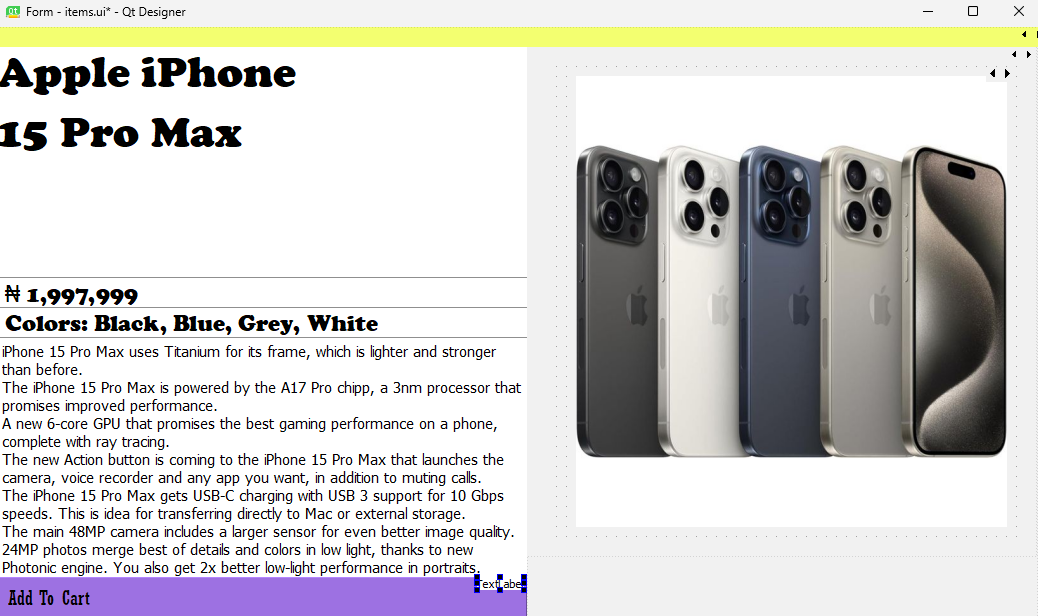 Form - items.ui* - Qt Designer
Apple iPhone
15 Pro Max
₦ 1,997,999
Colors: Black, Blue, Grey, White
iPhone 15 Pro Max uses Titanium for its frame, which is lighter and stronger
than before.
The iPhone 15 Pro Max is powered by the A17 Pro chipp, a 3nm processor that
promises improved performance.
A new 6-core GPU that promises the best gaming performance on a phone,
complete with ray tracing.
The new Action button is coming to the iPhone 15 Pro Max that launches the
camera, voice recorder and any app you want, in addition to muting calls.
The iPhone 15 Pro Max gets USB-C charging with USB 3 support for 10 Gbps
speeds. This is idea for transferring directly to Mac or external storage.
The main 48MP camera includes a larger sensor for even better image quality.
24MP photos merge best of details and colors in low light, thanks to new
Photonic engine. You also get 2x better low-light performance in portraits.
TextLabel
Add To Cart